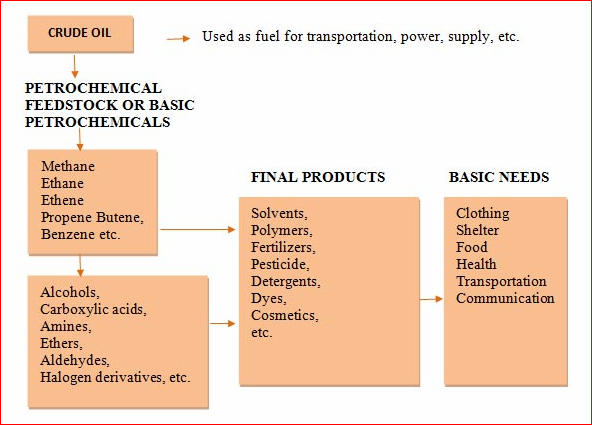 CRUDE OIL
Used as fuel for transportation, power, supply, etc.
PETROCHEMICAL
FEEDSTOCK OR BASIC
PETROCHEMICALS
Methane
Ethane
Ethene
Propene Butene,
Benzene etc.
Alcohols,
Carboxylic acids,
Amines,
Ethers,
Aldehydes,
Halogen derivatives, etc.
FINAL PRODUCTS
Solvents,
Polymers,
Fertilizers,
Pesticide,
Detergents,
Dyes,
Cosmetics,
etc.
BASIC NEEDS
Clothing
Shelter
Food
Health
Transportation
Communication